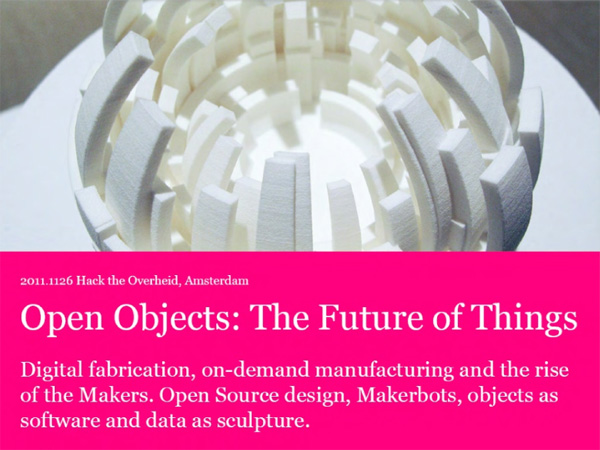 2011.1126 Hack the Overheid, Amsterdam
Open Objects: The Future of Things
Digital fabrication, on-demand manufacturing and the rise
of the Makers. Open Source design, Makerbots, objects as
software and data as sculpture.